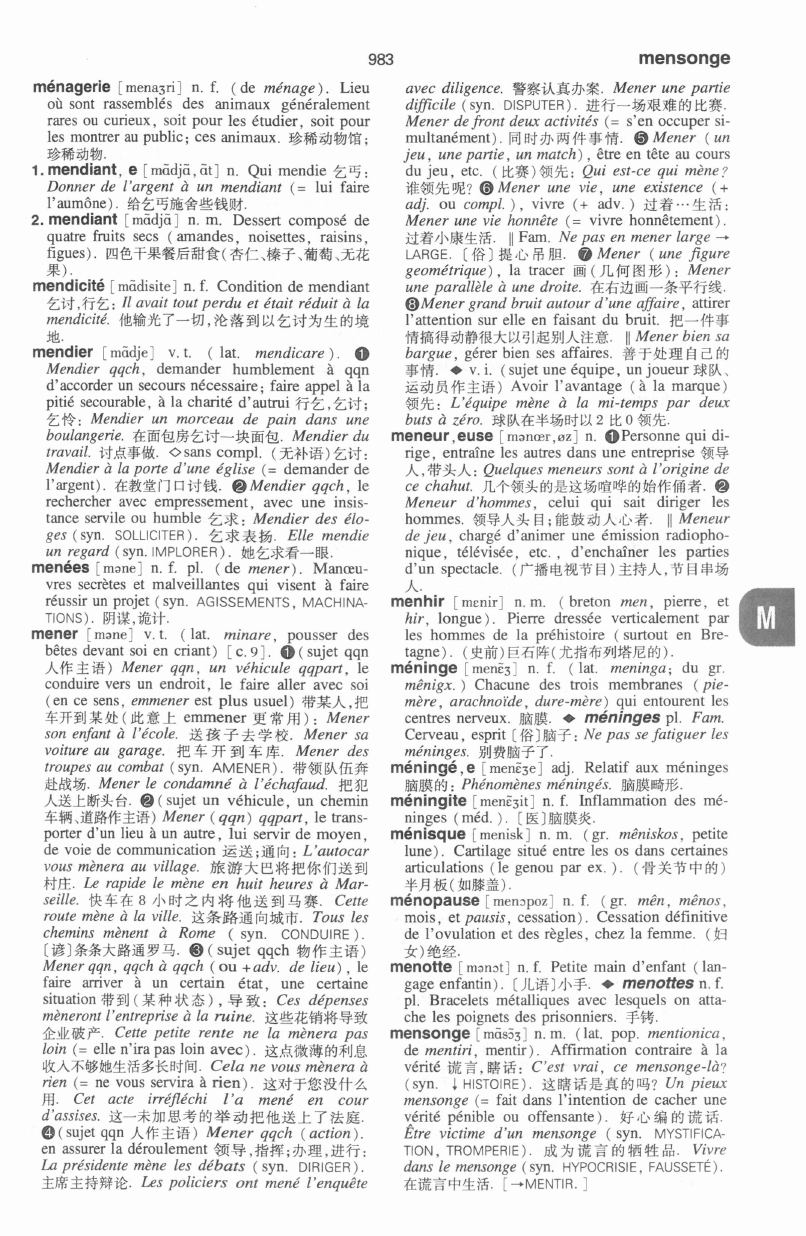 983
mensonge
ménagerie [menaʒri] n. f. (de ménage). Lieu
où sont rassemblés des animaux généralement
rares ou curieux, soit pour les étudier, soit pour
les montrer au public; ces animaux. 珍稀动物馆;
珍稀动物.
1. mendiant, e [mɑ̃djɑ̃, ɑ̃t] n. Qui mendie 乞丐:
Donner de l'argent à un mendiant (= lui faire
l'aumône). 给乞丐施舍些钱财.
2. mendiant [mɑ̃djɑ̃] n. m. Dessert composé de
quatre fruits secs (amandes, noisettes, raisins,
figues). 四色干果餐后甜食(杏仁、榛子、葡萄、无花
果).
mendicité [mɑ̃disite] n. f. Condition de mendiant
乞讨,行乞: Il avait tout perdu et était réduit à la
mendicité. 他输光了一切,沦落到以乞讨为生的境
地.
mendier [mɑ̃dje] v. t. (lat. mendicare). ❶
Mendier qqch, demander humblement à qqn
d'accorder un secours nécessaire; faire appel à la
pitié secourable, à la charité d'autrui 行乞,乞讨;
乞怜: Mendier un morceau de pain dans une
boulangerie. 在面包房乞讨一块面包. Mendier du
travail. 讨点事做. ◇sans compl. (无补语)乞讨:
Mendier à la porte d'une église (= demander de
l'argent). 在教堂门口讨钱. ❷Mendier qqch, le
rechercher avec empressement, avec une insis-
tance servile ou humble 乞求: Mendier des élo-
ges (syn. SOLLICITER). 乞求表扬. Elle mendie
un regard (syn. IMPLORER). 她乞求看一眼.
menées [məne] n. f. pl. (de mener). Manœu-
vres secrètes et malveillantes qui visent à faire
réussir un projet (syn. AGISSEMENTS, MACHINA-
TIONS). 阴谋,诡计.
mener [məne] v. t. (lat. minare, pousser des
bêtes devant soi en criant) [c. 9]. ❶(sujet qqn
人作主语) Mener qqn, un véhicule qqpart, le
conduire vers un endroit, le faire aller avec soi
(en ce sens, emmener est plus usuel) 带某人,把
车开到某处(此意上 emmener 更常用): Mener
son enfant à l'école. 送孩子去学校. Mener sa
voiture au garage. 把车开到车库. Mener des
troupes au combat (syn. AMENER). 带领队伍奔
赴战场. Mener le condamné à l'échafaud. 把犯
人送上断头台. ❷(sujet un véhicule, un chemin
车辆、道路作主语) Mener (qqn) qqpart, le trans-
porter d'un lieu à un autre, lui servir de moyen,
de voie de communication 运送;通向: L'autocar
vous mènera au village. 旅游大巴将把你们送到
村庄. Le rapide le mène en huit heures à Mar-
seille. 快车在 8 小时之内将他送到马赛. Cette
route mène à la ville. 这条路通向城市. Tous les
chemins mènent à Rome (syn. CONDUIRE).
[谚]条条大路通罗马. ❸(sujet qqch 物作主语)
Mener qqn, qqch à qqch (ou +adv. de lieu), le
faire arriver à un certain état, une certaine
situation 带到(某种状态),导致: Ces dépenses
mèneront l'entreprise à la ruine. 这些花销将导致
企业破产. Cette petite rente ne la mènera pas
loin (= elle n'ira pas loin avec). 这点微薄的利息
收入不够她生活多长时间. Cela ne vous mènera à
rien (= ne vous servira à rien). 这对于您没什么
用. Cet acte irréfléchi l'a mené en cour
d'assises. 这一未加思考的举动把他送上了法庭.
❹(sujet qqn 人作主语) Mener qqch (action).
en assurer la déroulement 领导,指挥;办理,进行:
La présidente mène les débats (syn. DIRIGER).
主席主持辩论. Les policiers ont mené l'enquête
avec diligence. 警察认真办案. Mener une partie
difficile (syn. DISPUTER). 进行一场艰难的比赛.
Mener de front deux activités (= s'en occuper si-
multanément). 同时办两件事情. ❺Mener (un
jeu, une partie, un match), être en tête au cours
du jeu, etc. (比赛)领先: Qui est-ce qui mène?
谁领先呢? ❻Mener une vie, une existence (+
adj. ou compl.), vivre (+ adv.) 过着…生活:
Mener une vie honnête (= vivre honnêtement).
过着小康生活. ‖ Fam. Ne pas en mener large →
LARGE. [俗]提心吊胆. ❼Mener (une figure
geométrique), la tracer 画(几何图形): Mener
une parallèle à une droite. 在右边画一条平行线.
❽Mener grand bruit autour d'une affaire, attirer
l'attention sur elle en faisant du bruit. 把一件事
情搞得动静很大以引起别人注意. ‖ Mener bien sa
bargue, gérer bien ses affaires. 善于处理自己的
事情. ◆ v. i. (sujet une équipe, un joueur 球队、
运动员作主语) Avoir l'avantage (à la marque)
领先: L'équipe mène à la mi-temps par deux
buts à zéro. 球队在半场时以 2 比 0 领先.
meneur, euse [mənœr, øz] n. ❶Personne qui di-
rige, entraîne les autres dans une entreprise 领导
人,带头人: Quelques meneurs sont à l'origine de
ce chahut. 几个领头的是这场喧哗的始作俑者. ❷
Meneur d'hommes, celui qui sait diriger les
hommes. 领导人头目;能鼓动人心者. ‖ Meneur
de jeu, chargé d'animer une émission radiopho-
nique, télévisée, etc., d'enchaîner les parties
d'un spectacle. (广播电视节目)主持人,节目串场
人.
menhir [menir] n. m. (breton men, pierre, et
hir, longue). Pierre dressée verticalement par
les hommes de la préhistoire (surtout en Bre-
tagne). (史前)巨石阵(尤指布列塔尼的).
méninge [menɛ̃ʒ] n. f. (lat. meninga; du gr.
mênigx.) Chacune des trois membranes (pie-
mère, arachnoïde, dure-mère) qui entourent les
centres nerveux. 脑膜. ◆ méninges pl. Fam.
Cerveau, esprit [俗]脑子: Ne pas se fatiguer les
méninges. 别费脑子了.
méningé, e [menɛ̃ʒe] adj. Relatif aux méninges
脑膜的: Phénomènes méningés. 脑膜畸形.
méningite [menɛ̃ʒit] n. f. Inflammation des mé-
ninges (méd.). [医]脑膜炎.
ménisque [menisk] n. m. (gr. mêniskos, petite
lune). Cartilage situé entre les os dans certaines
articulations (le genou par ex.). (骨关节中的)
半月板(如膝盖).
ménopause [menɔpoz] n. f. (gr. mên, mênos,
mois, et pausis, cessation). Cessation définitive
de l'ovulation et des règles, chez la femme. (妇
女)绝经.
menotte [mənɔt] n. f. Petite main d'enfant (lan-
gage enfantin). [儿语]小手. ◆ menottes n. f.
pl. Bracelets métalliques avec lesquels on atta-
che les poignets des prisonniers. 手铐.
mensonge [mɑ̃sɔ̃ʒ] n. m. (lat. pop. mentionica,
de mentiri, mentir). Affirmation contraire à la
vérité 谎言,瞎话: C'est vrai, ce mensonge-là?
(syn. ↓ HISTOIRE). 这瞎话是真的吗? Un pieux
mensonge (= fait dans l'intention de cacher une
vérité pénible ou offensante). 好心编的谎话.
Être victime d'un mensonge (syn. MYSTIFICA-
TION, TROMPERIE). 成为谎言的牺牲品. Vivre
dans le mensonge (syn. HYPOCRISIE, FAUSSETÉ).
在谎言中生活. [→MENTIR.]
M